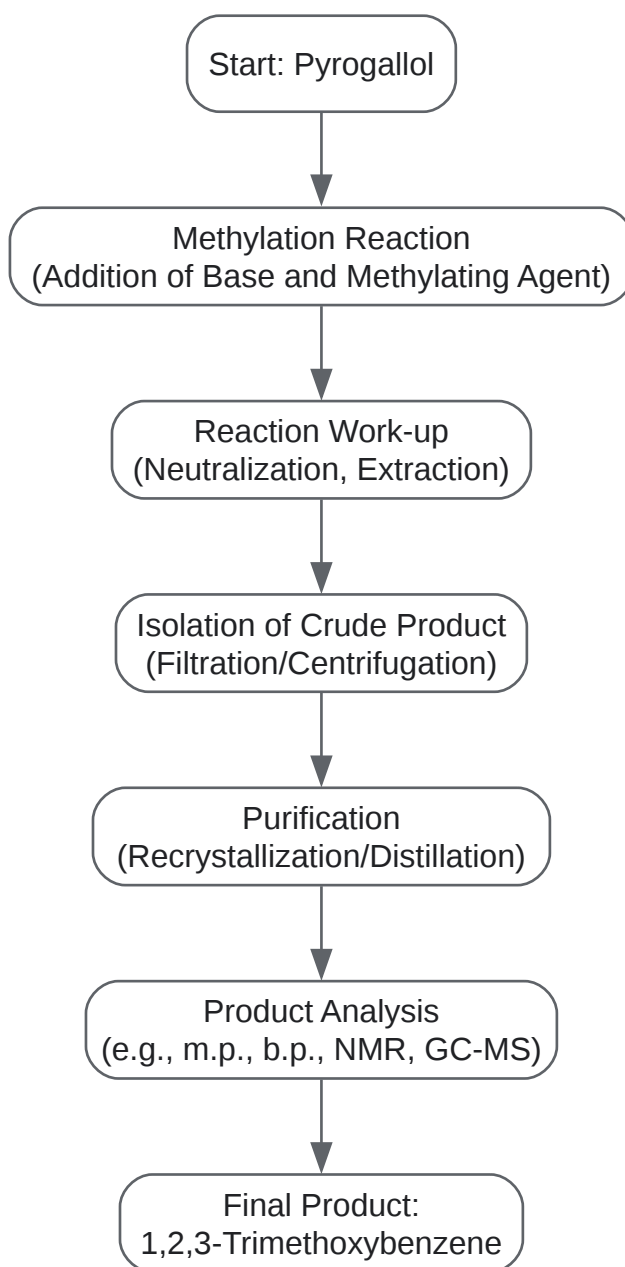 Start: Pyrogallol
Methylation Reaction
(Addition of Base and Methylating Agent)
Reaction Work-up
(Neutralization, Extraction)
Isolation of Crude Product
(Filtration/Centrifugation)
Purification
(Recrystallization/Distillation)
Product Analysis
(e.g., m.p., b.p., NMR, GC-MS)
Final Product:
1,2,3-Trimethoxybenzene